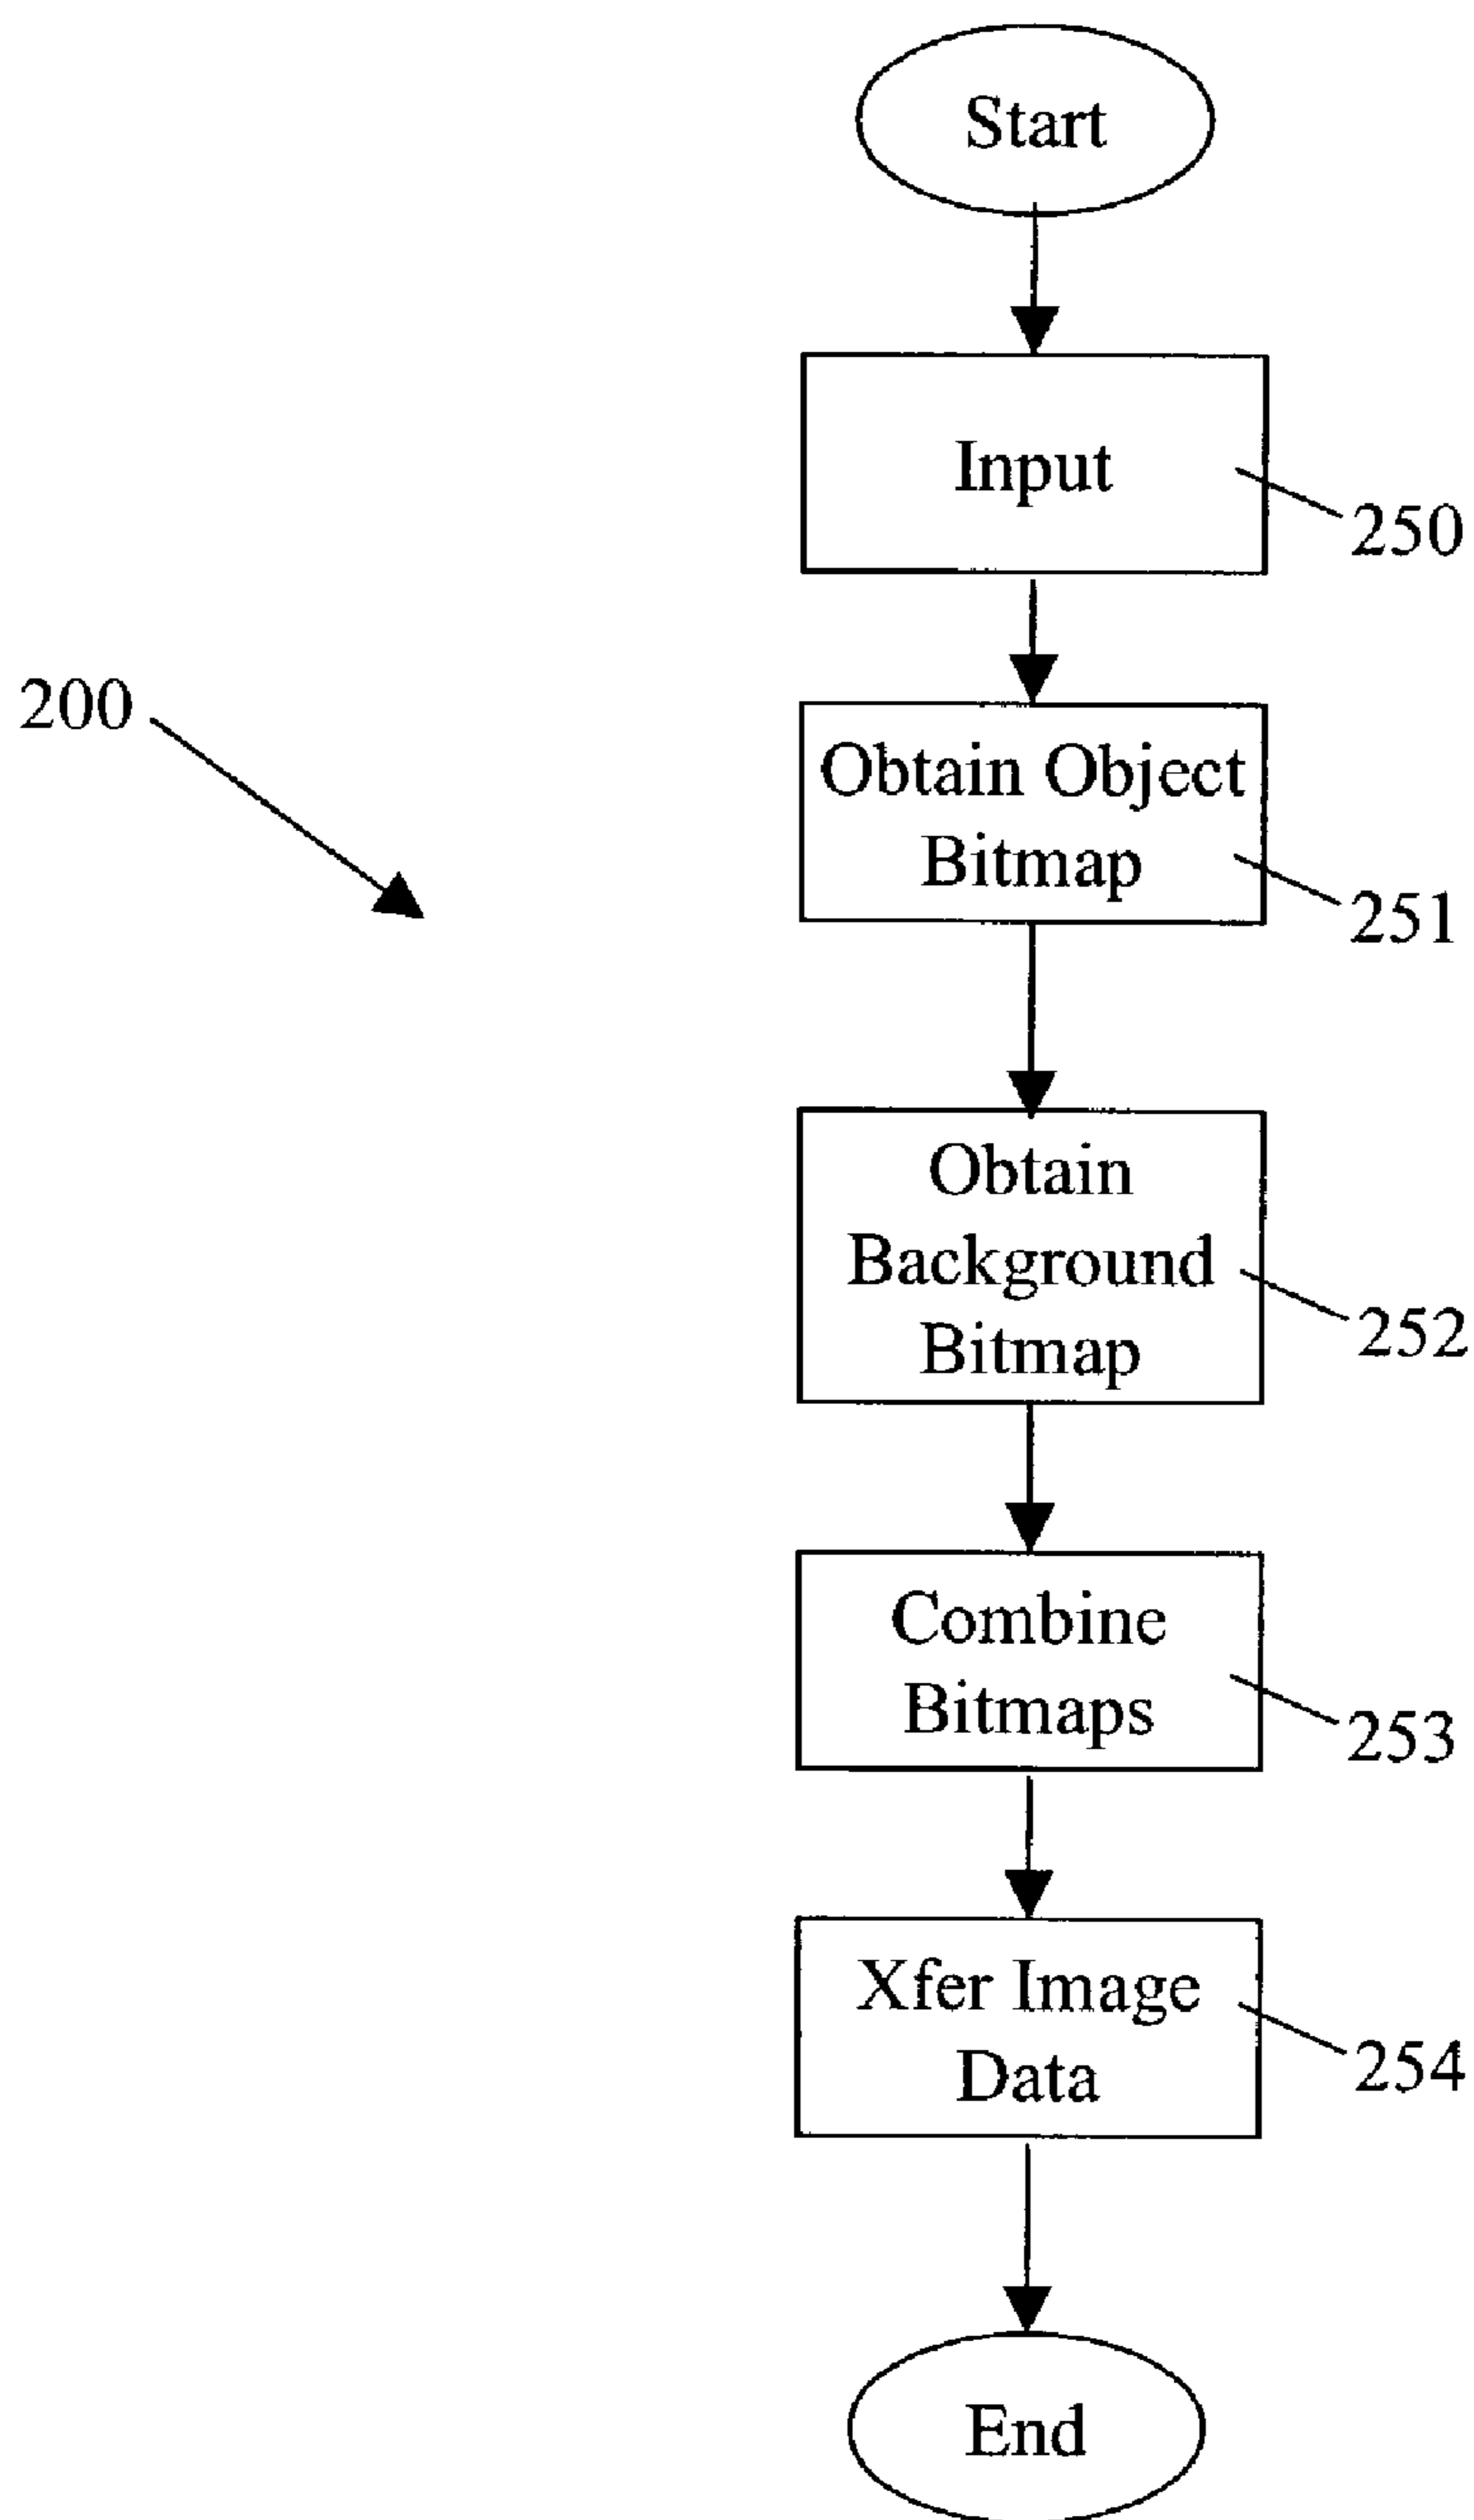 Start
Input
250
200
Obtain Object
Bitmap
251
Obtain
Background
Bitmap
252
Combine
Bitmaps
253
Xfer Image
Data
254
End